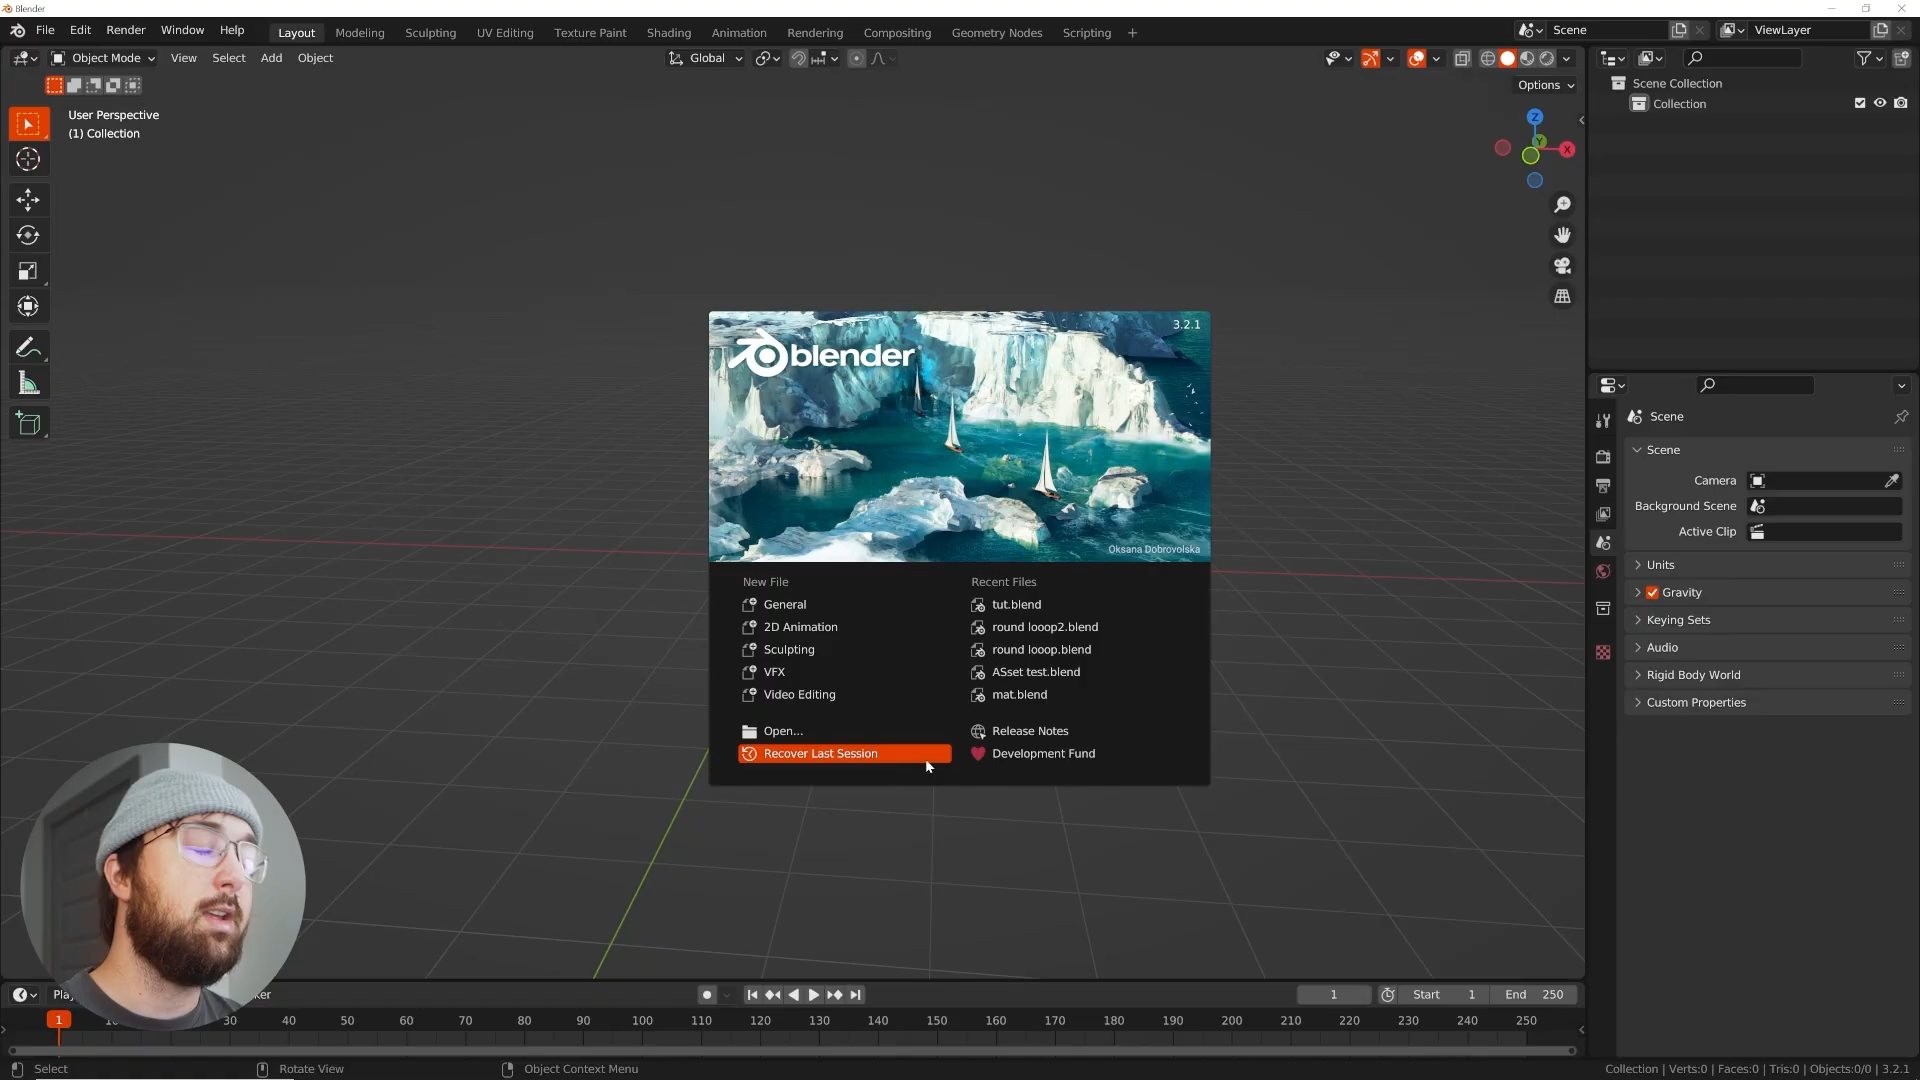 Blender
File Edit Render Window Help
Layout Modeling Sculpting UV Editing Texture Paint Shading Animation Rendering Compositing Geometry Nodes Scripting +
Scene
ViewLayer
Object Mode View Select Add Object
Global
Options
User Perspective
(1) Collection
Z
Y
X
Scene Collection
Collection
3.2.1
blender
Oksana Dobrovolska
New File
General
2D Animation
Sculpting
VFX
Video Editing
Open...
Recover Last Session
Recent Files
tut.blend
round looop2.blend
round looop.blend
ASset test.blend
mat.blend
Release Notes
Development Fund
Scene
Scene
Camera
Background Scene
Active Clip
Units
Gravity
Keying Sets
Audio
Rigid Body World
Custom Properties
1
Start 1
End 250
1 30 40 50 60 70 80 90 100 110 120 130 140 150 160 170 180 190 200 210 220 230 240 250
Select
Rotate View
Object Context Menu
Collection | Verts:0 | Faces:0 | Tris:0 | Objects:0/0 | 3.2.1